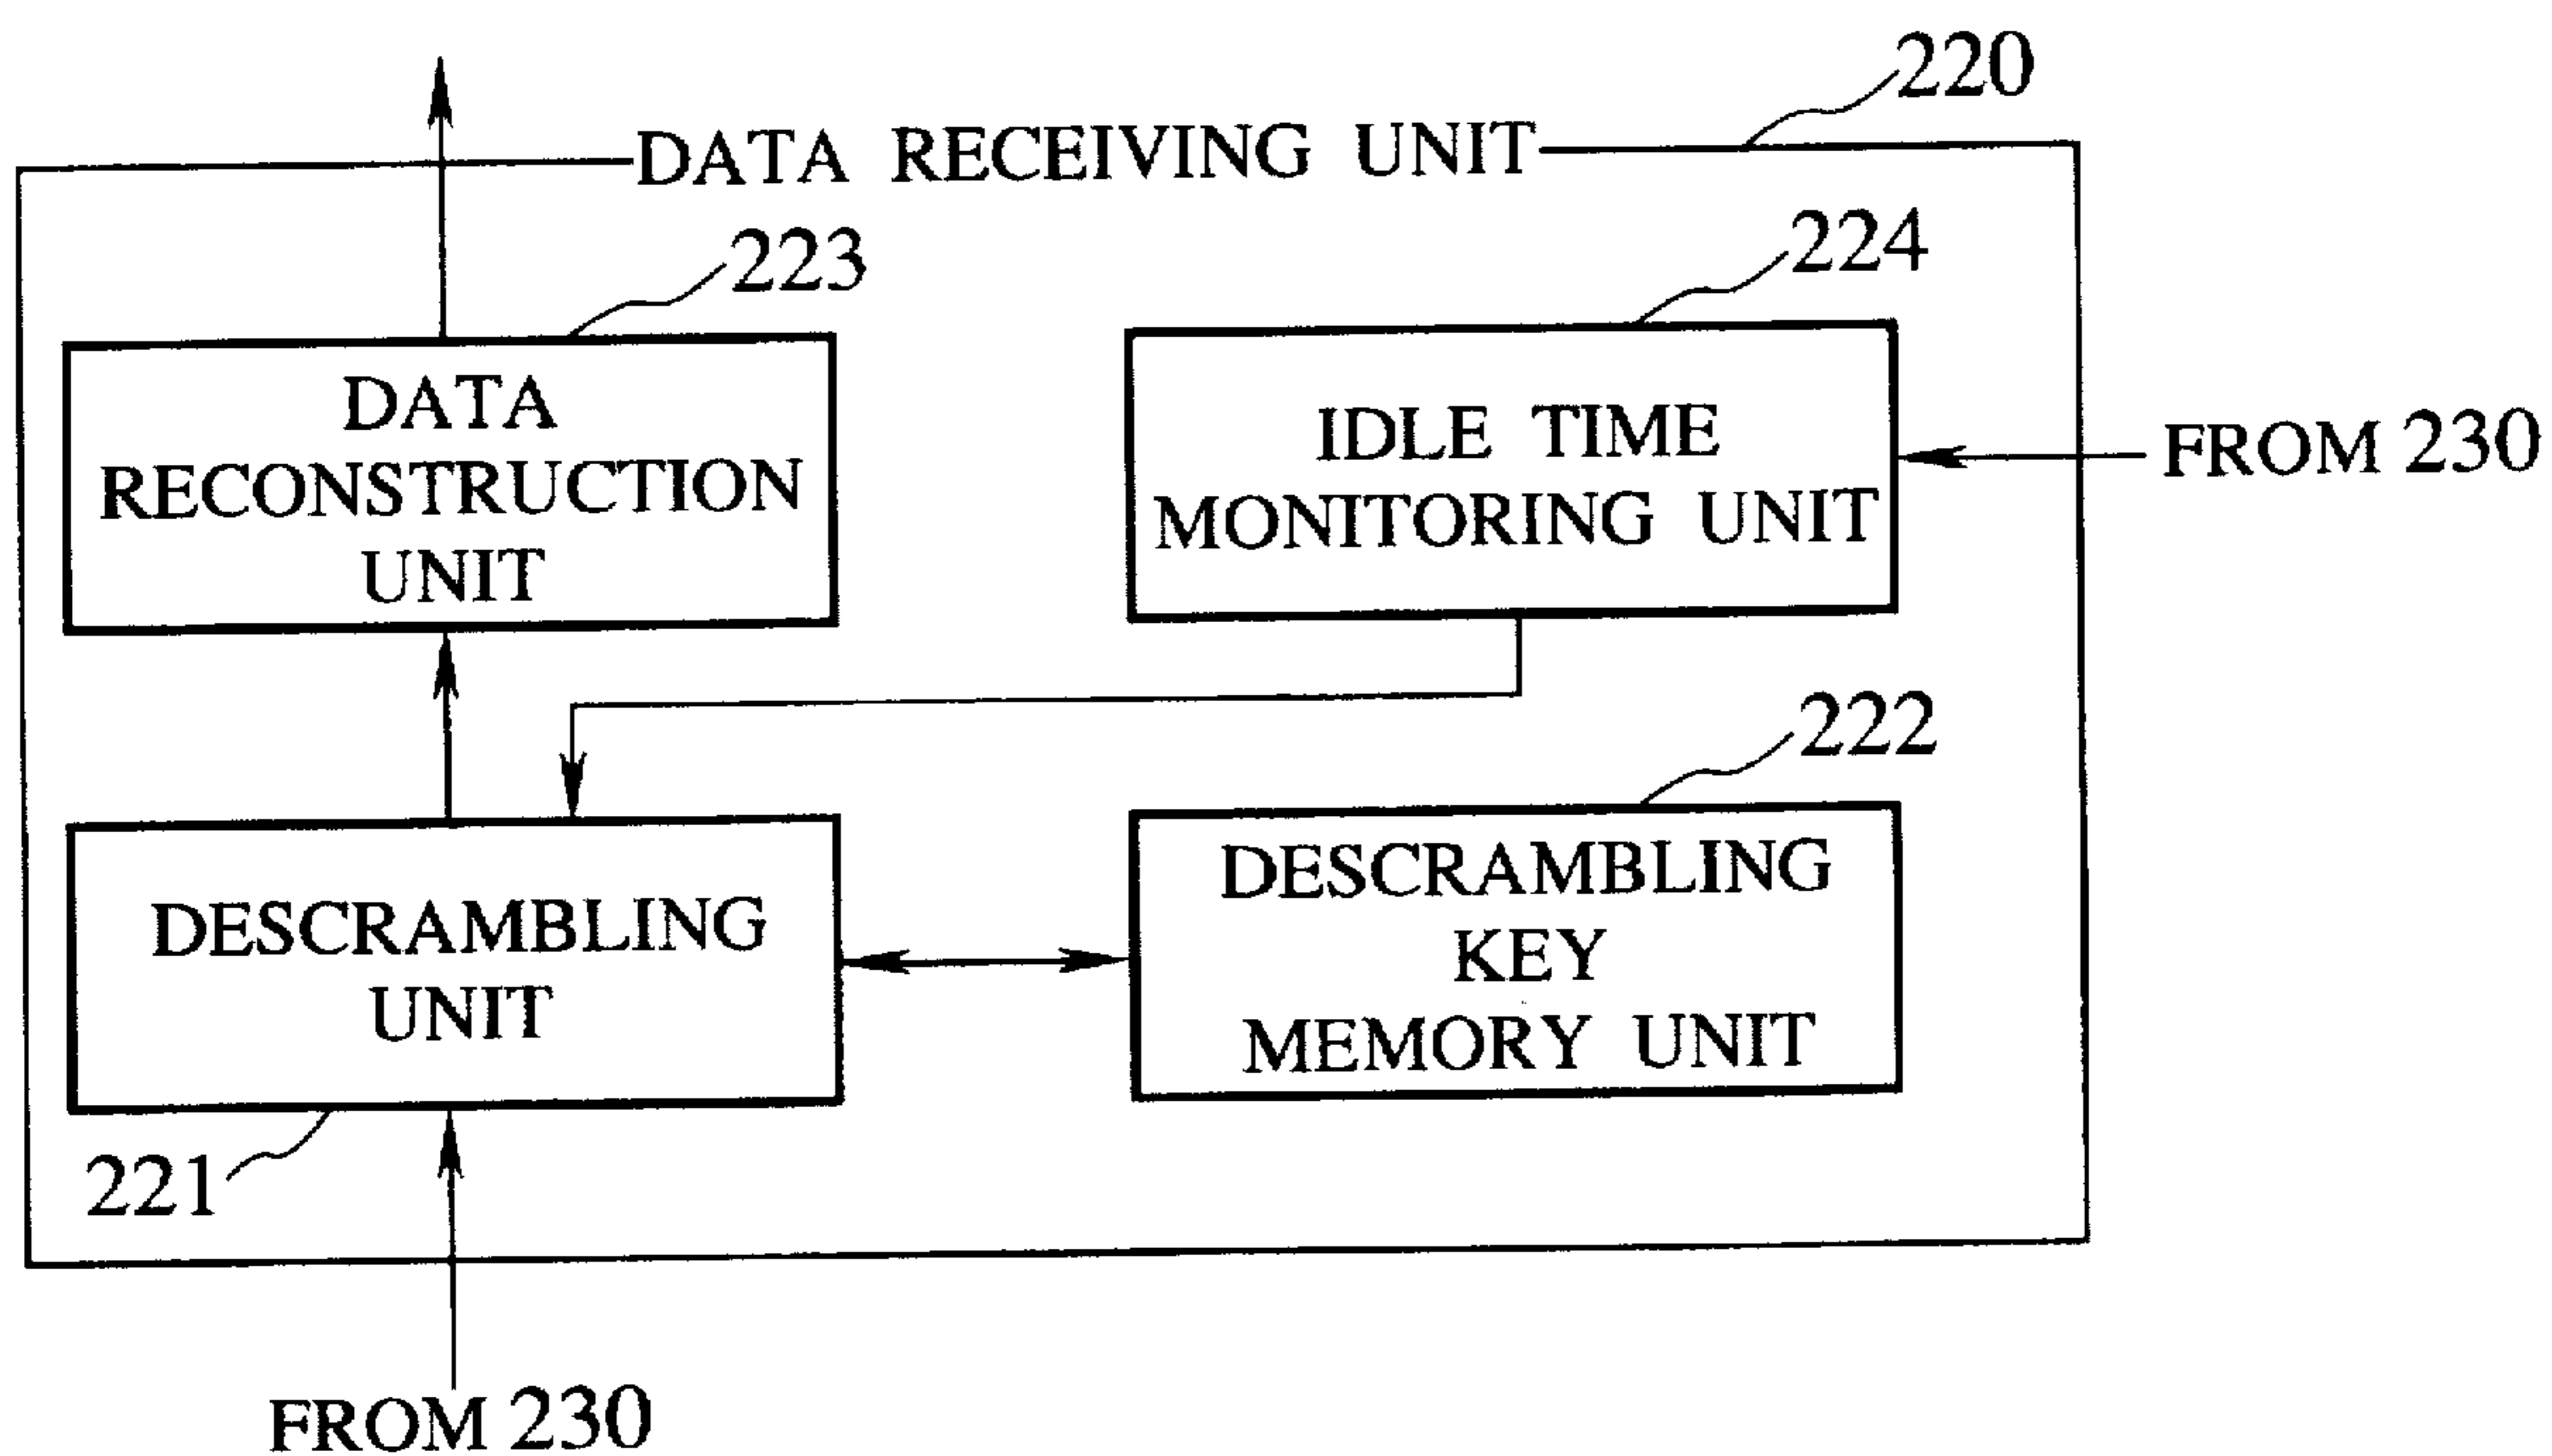 220
DATA RECEIVING UNIT
223
224
DATA
RECONSTRUCTION
UNIT
IDLE TIME
MONITORING UNIT
FROM 230
222
DESCRAMBLING
UNIT
DESCRAMBLING
KEY
MEMORY UNIT
221
FROM 230